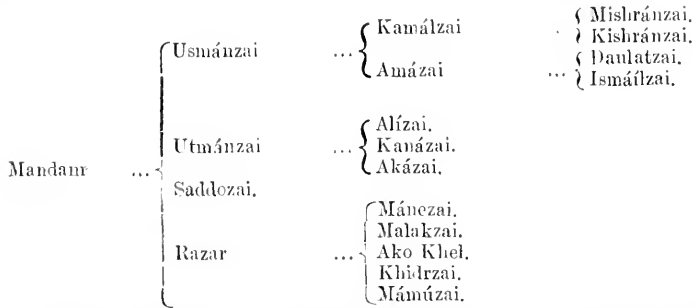 Mishránzai.
Kamálzai
Kishránzai.
Usmánzai ...
Daulatzai.
Amázai ...
Ismáílzai.
Alízai.
Utmánzai ... Kanázai.
Mandanr ...
Akázai.
Saddozai.
Mánezai.
Malakzai.
Razar ... Ako Khel.
Khidrzai.
Mámúzai.